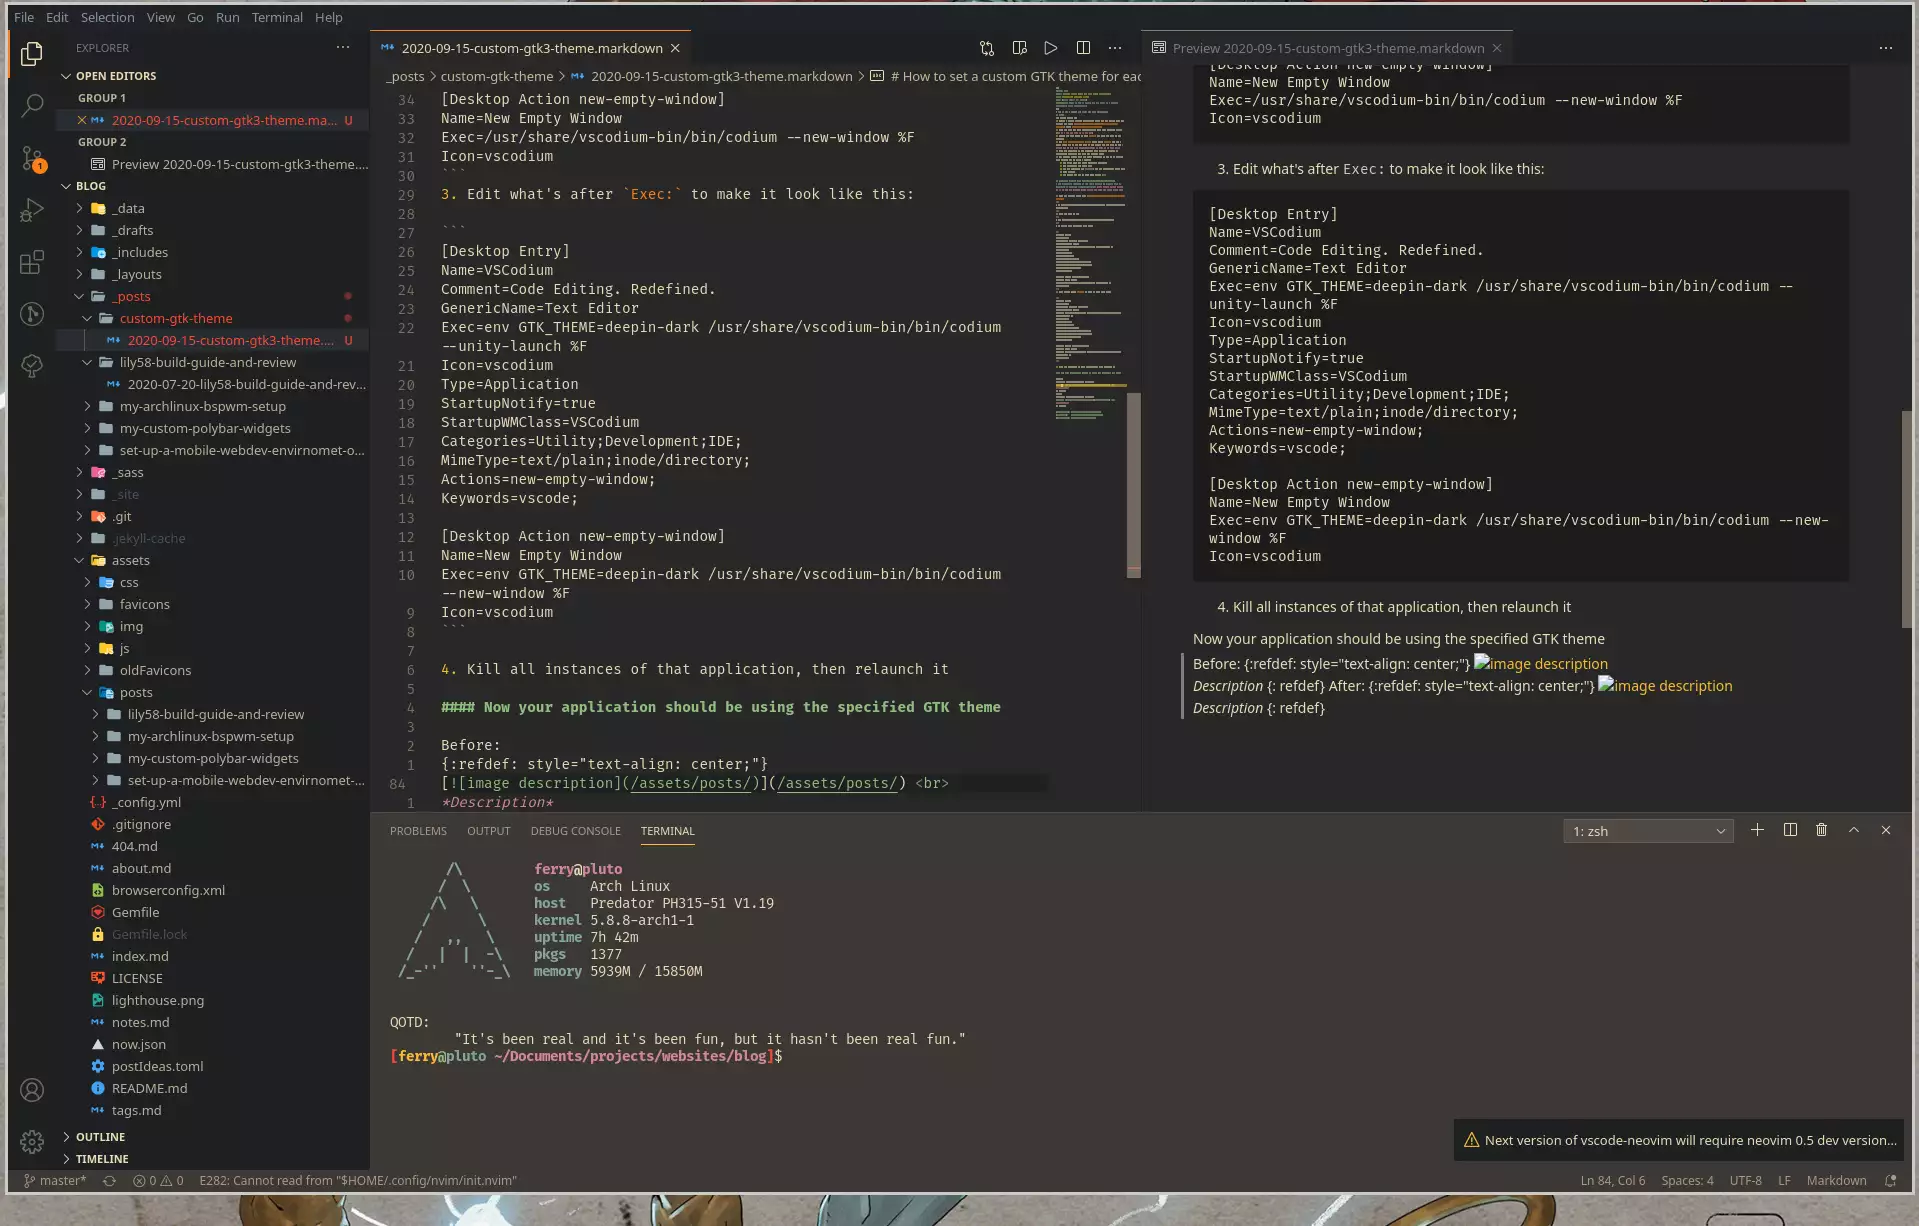 File Edit Selection View Go Run Terminal Help
EXPLORER
OPEN EDITORS
GROUP 1
2020-09-15-custom-gtk3-theme.ma... U
GROUP 2
Preview 2020-09-15-custom-gtk3-theme....
BLOG
_data
_drafts
_includes
_layouts
_posts
custom-gtk-theme
2020-09-15-custom-gtk3-theme.... U
lily58-build-guide-and-review
2020-07-20-lily58-build-guide-and-rev...
my-archlinux-bspwm-setup
my-custom-polybar-widgets
set-up-a-mobile-webdev-envirnomet-o...
_sass
_site
.git
.jekyll-cache
assets
css
favicons
img
js
oldFavicons
posts
lily58-build-guide-and-review
my-archlinux-bspwm-setup
my-custom-polybar-widgets
set-up-a-mobile-webdev-envirnomet-...
_config.yml
.gitignore
404.md
about.md
browserconfig.xml
Gemfile
Gemfile.lock
index.md
LICENSE
lighthouse.png
notes.md
now.json
postIdeas.toml
README.md
tags.md
OUTLINE
TIMELINE
1
2020-09-15-custom-gtk3-theme.markdown
_posts > custom-gtk-theme > 2020-09-15-custom-gtk3-theme.markdown > # How to set a custom GTK theme for eac
34 [Desktop Action new-empty-window]
33 Name=New Empty Window
32 Exec=/usr/share/vscodium-bin/bin/codium --new-window %F
31 Icon=vscodium
30 ```
29 3. Edit what's after `Exec:` to make it look like this:
28
27 ```
26 [Desktop Entry]
25 Name=VSCodium
24 Comment=Code Editing. Redefined.
23 GenericName=Text Editor
22 Exec=env GTK_THEME=deepin-dark /usr/share/vscodium-bin/bin/codium
--unity-launch %F
21 Icon=vscodium
20 Type=Application
19 StartupNotify=true
18 StartupWMClass=VSCodium
17 Categories=Utility;Development;IDE;
16 MimeType=text/plain;inode/directory;
15 Actions=new-empty-window;
14 Keywords=vscode;
13
12 [Desktop Action new-empty-window]
11 Name=New Empty Window
10 Exec=env GTK_THEME=deepin-dark /usr/share/vscodium-bin/bin/codium
--new-window %F
9 Icon=vscodium
8 ```
7
6 4. Kill all instances of that application, then relaunch it
5
4 #### Now your application should be using the specified GTK theme
3
2 Before:
1 {:refdef: style="text-align: center;"}
84 [![image description](/assets/posts/)](/assets/posts/) <br>
1 *Description*
Preview 2020-09-15-custom-gtk3-theme.markdown
[Desktop Action new-empty-window]
Name=New Empty Window
Exec=/usr/share/vscodium-bin/bin/codium --new-window %F
Icon=vscodium
3. Edit what's after Exec: to make it look like this:
[Desktop Entry]
Name=VSCodium
Comment=Code Editing. Redefined.
GenericName=Text Editor
Exec=env GTK_THEME=deepin-dark /usr/share/vscodium-bin/bin/codium --
unity-launch %F
Icon=vscodium
Type=Application
StartupNotify=true
StartupWMClass=VSCodium
Categories=Utility;Development;IDE;
MimeType=text/plain;inode/directory;
Actions=new-empty-window;
Keywords=vscode;
[Desktop Action new-empty-window]
Name=New Empty Window
Exec=env GTK_THEME=deepin-dark /usr/share/vscodium-bin/bin/codium --new-
window %F
Icon=vscodium
4. Kill all instances of that application, then relaunch it
Now your application should be using the specified GTK theme
Before: {:refdef: style="text-align: center;"} image description
Description {: refdef} After: {:refdef: style="text-align: center;"} image description
Description {: refdef}
PROBLEMS OUTPUT DEBUG CONSOLE TERMINAL
1: zsh
ferry@pluto
os Arch Linux
host Predator PH315-51 V1.19
kernel 5.8.8-arch1-1
uptime 7h 42m
pkgs 1377
memory 5939M / 15850M
QOTD:
"It's been real and it's been fun, but it hasn't been real fun."
[ferry@pluto ~/Documents/projects/websites/blog]$
Next version of vscode-neovim will require neovim 0.5 dev version...
master* 0 0 E282: Cannot read from "$HOME/.config/nvim/init.nvim"
Ln 84, Col 6 Spaces: 4 UTF-8 LF Markdown